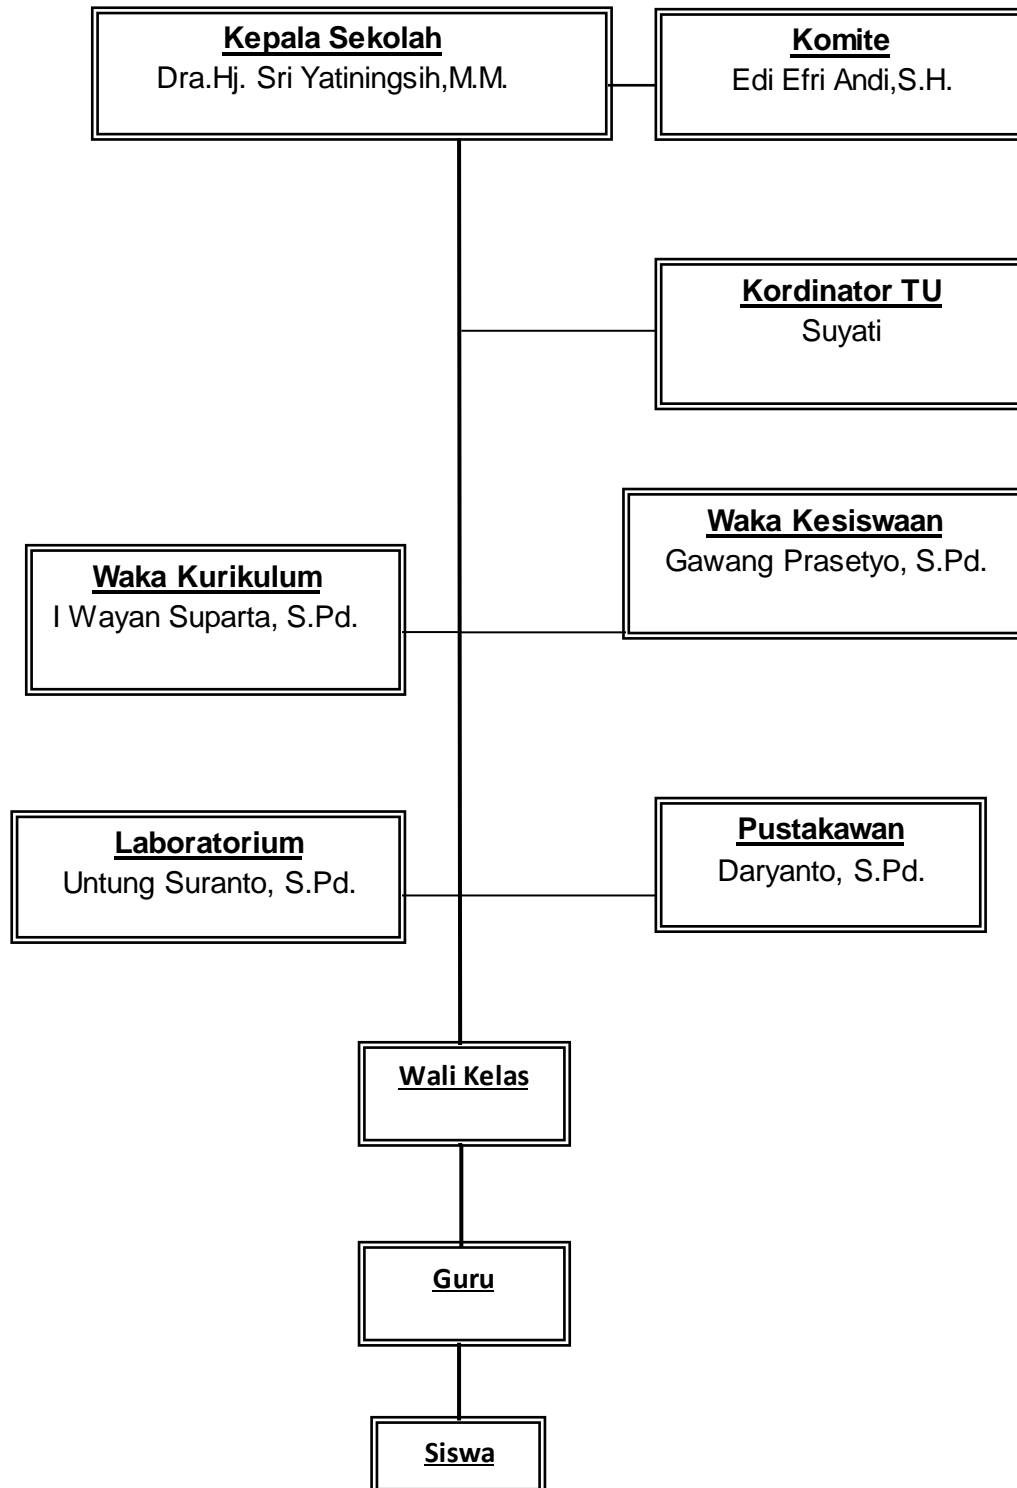 Kepala Sekolah
Dra.Hj. Sri Yatiningsih,M.M.
Komite
Edi Efri Andi,S.H.
Kordinator TU
Suyati
Waka Kesiswaan
Gawang Prasetyo, S.Pd.
Waka Kurikulum
I Wayan Suparta, S.Pd.
Laboratorium
Untung Suranto, S.Pd.
Pustakawan
Daryanto, S.Pd.
Wali Kelas
Guru
Siswa